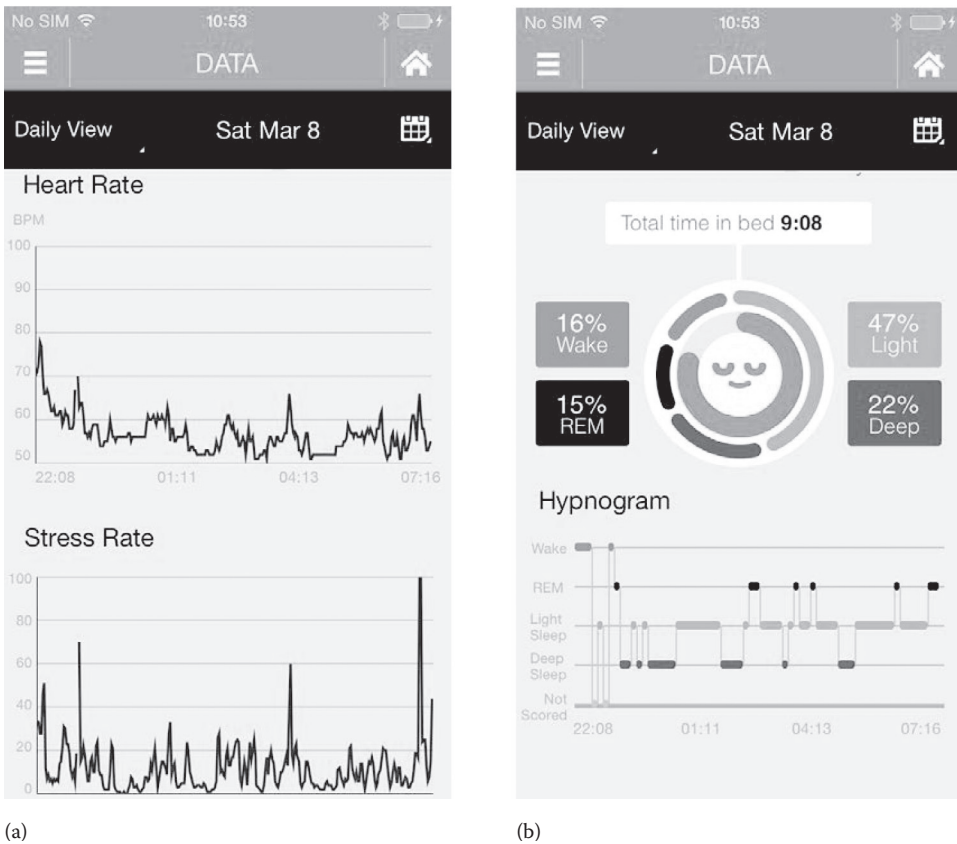 No SIM 10:53
DATA
Daily View Sat Mar 8
Heart Rate
BPM
100
90
80
70
60
50
22:08 01:11 04:13 07:16
Stress Rate
100
80
60
40
20
0
(a)
No SIM 10:53
DATA
Daily View Sat Mar 8
Total time in bed 9:08
16%
Wake
47%
Light
15%
REM
22%
Deep
Hypnogram
Wake
REM
Light
Sleep
Deep
Sleep
Not
Scored
22:08 01:11 04:13 07:16
(b)